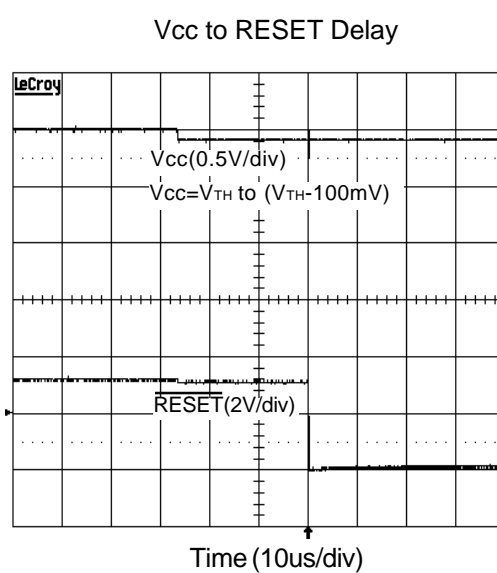 Vcc to RESET Delay
LeCroy
Vcc(0.5V/div)
Vcc=VTH to (VTH-100mV)
RESET(2V/div)
Time (10us/div)